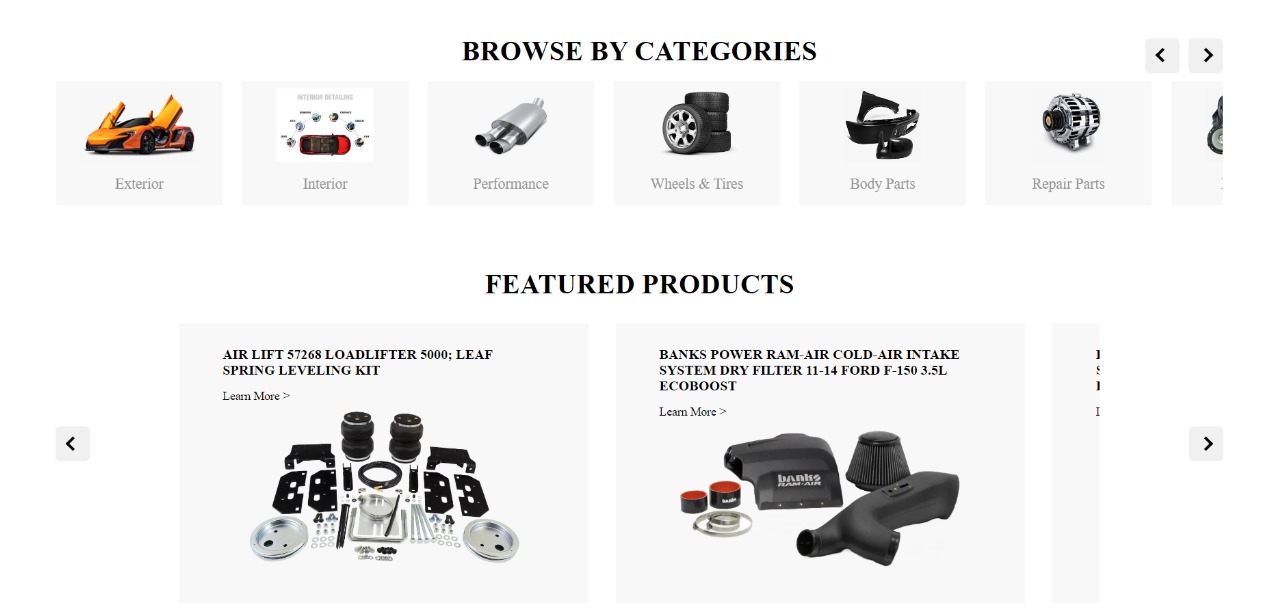 BROWSE BY CATEGORIES
INTERIOR DETAILING
Exterior
Interior
Performance
Wheels & Tires
Body Parts
Repair Parts
FEATURED PRODUCTS
AIR LIFT 57268 LOADLIFTER 5000; LEAF
SPRING LEVELING KIT
Learn More >
BANKS POWER RAM-AIR COLD-AIR INTAKE
SYSTEM DRY FILTER 11-14 FORD F-150 3.5L
ECOBOOST
Learn More >
banks
RAM-AIR